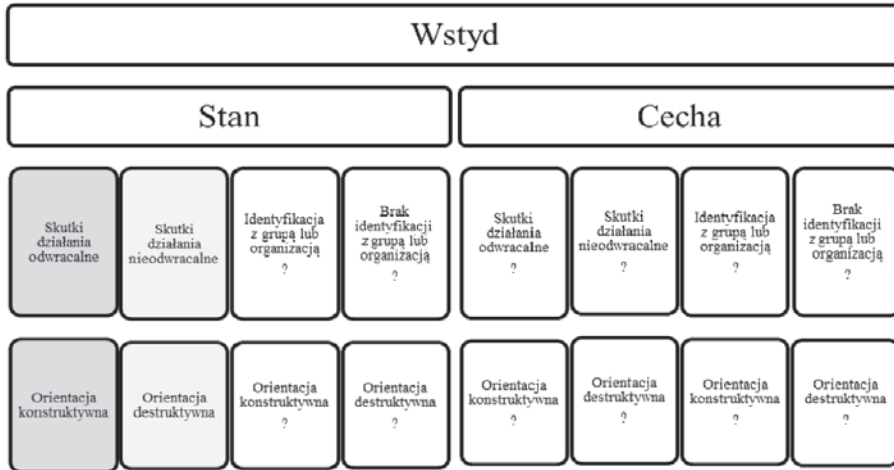 Wstyd
Stan
Cecha
Skutki
działania
odwracalne
Skutki
działania
nieodwracalne
Identyfikacja
z grupą lub
organizacją
?
Brak
identyfikacji
z grupą lub
organizacją
?
Skutki
działania
odwracalne
?
Skutki
działania
nieodwracalne
?
Identyfikacja
z grupą lub
organizacją
?
Brak
identyfikacji
z grupą lub
organizacją
?
Orientacja
konstruktywna
Orientacja
destruktywna
Orientacja
konstruktywna
?
Orientacja
destruktywna
?
Orientacja
konstruktywna
?
Orientacja
destruktywna
?
Orientacja
konstruktywna
?
Orientacja
destruktywna
?